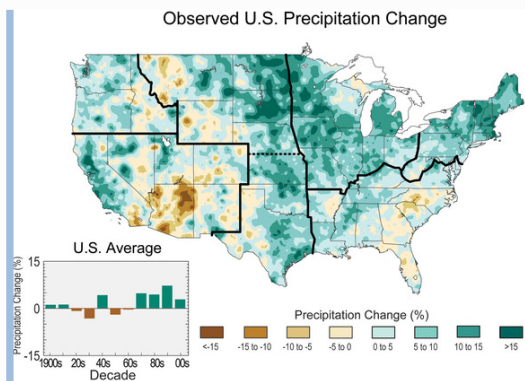 Observed U.S. Precipitation Change
U.S. Average
Precipitation Change (%)
15
0
-15
1900s 20s 40s 60s 80s 00s
Decade
Precipitation Change (%)
<-15 -15 to -10 -10 to -5 -5 to 0 0 to 5 5 to 10 10 to 15 >15